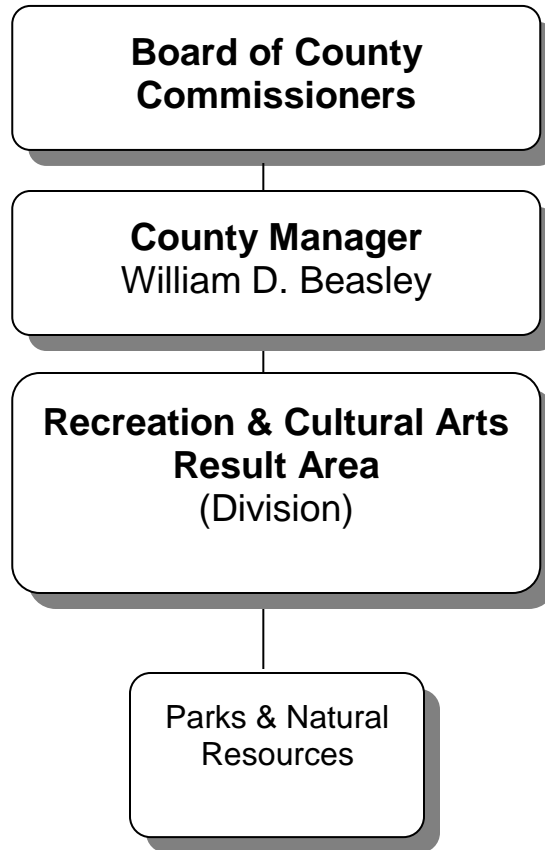 Board of County
Commissioners
County Manager
William D. Beasley
Recreation & Cultural Arts
Result Area
(Division)
Parks & Natural
Resources